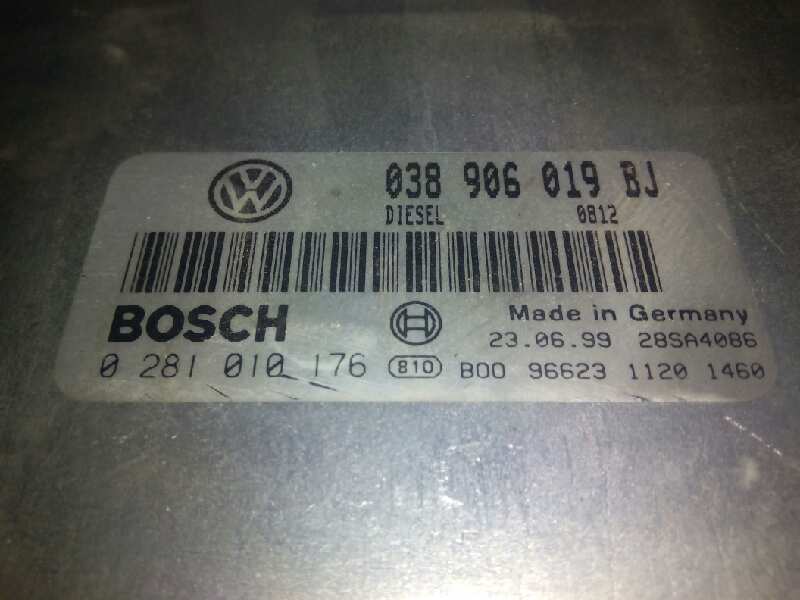 038 906 019 BJ
DIESEL 0812
BOSCH Made in Germany
23.06.99 28SA4086
0 281 010 176 810 B00 96623 1120 1460